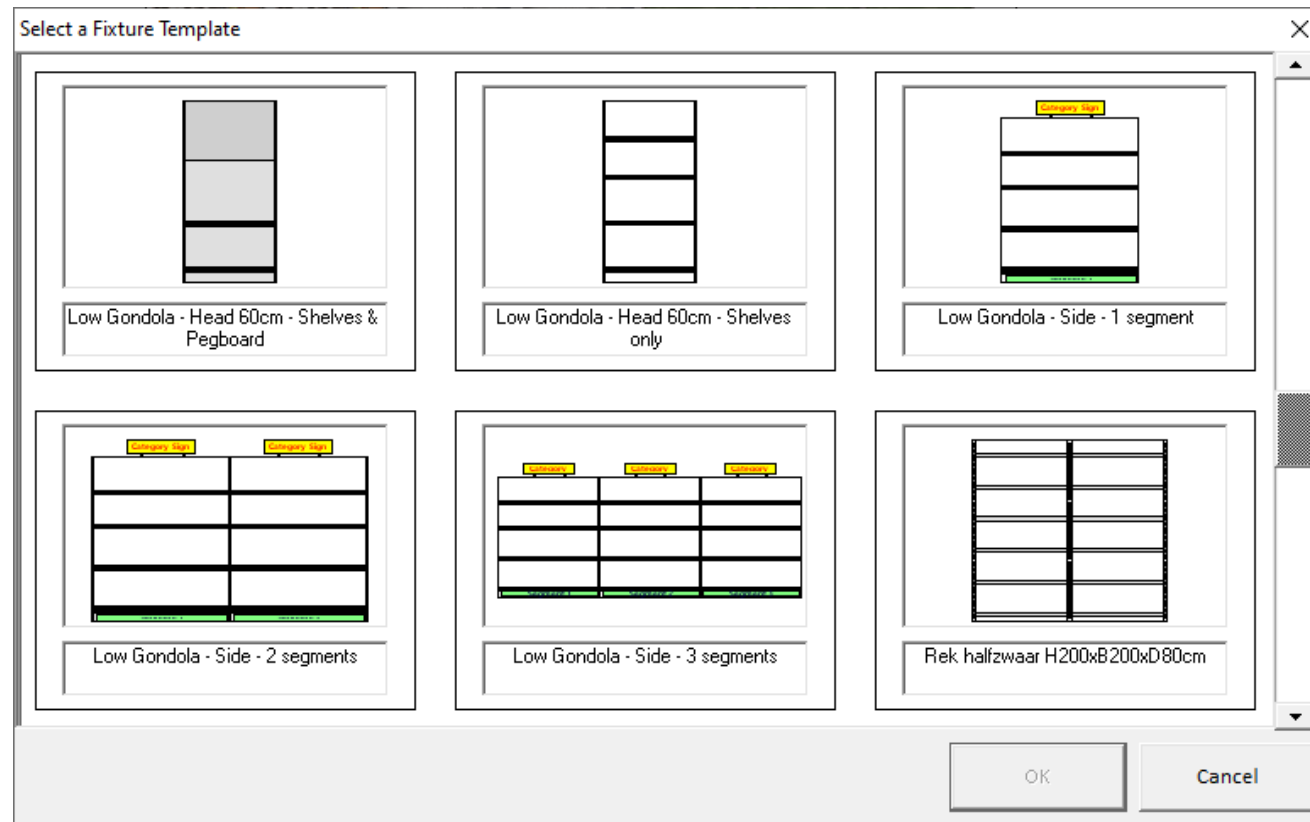 Select a Fixture Template
Category Sign
Low Gondola - Head 60cm - Shelves &
Pegboard
Low Gondola - Head 60cm - Shelves
only
Low Gondola - Side - 1 segment
Category Sign Category Sign
Category Category Category
Low Gondola - Side - 2 segments
Low Gondola - Side - 3 segments
Rek halfzwaar H200xB200xD80cm
OK
Cancel